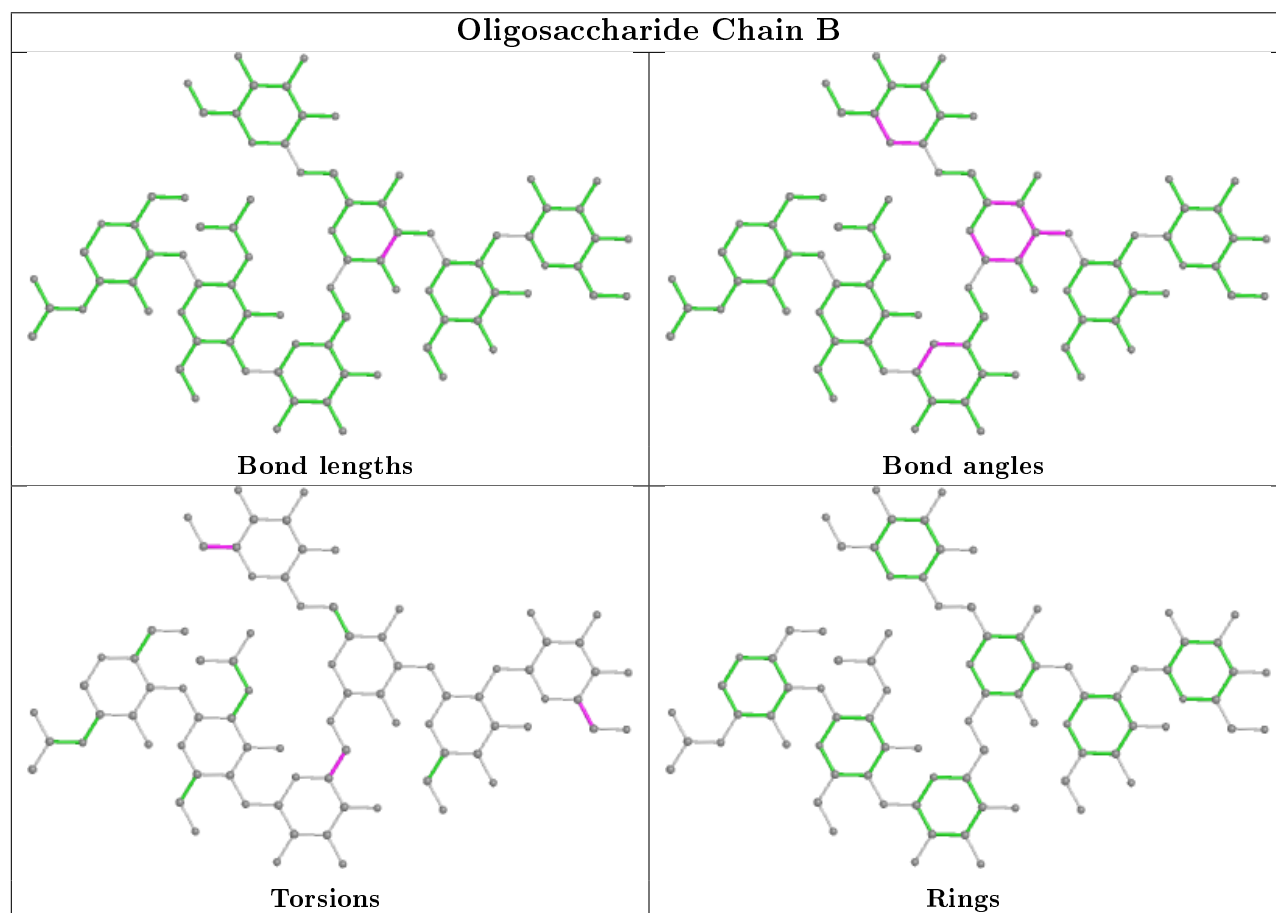 Oligosaccharide Chain B
Bond lengths
Bond angles
Torsions
Rings